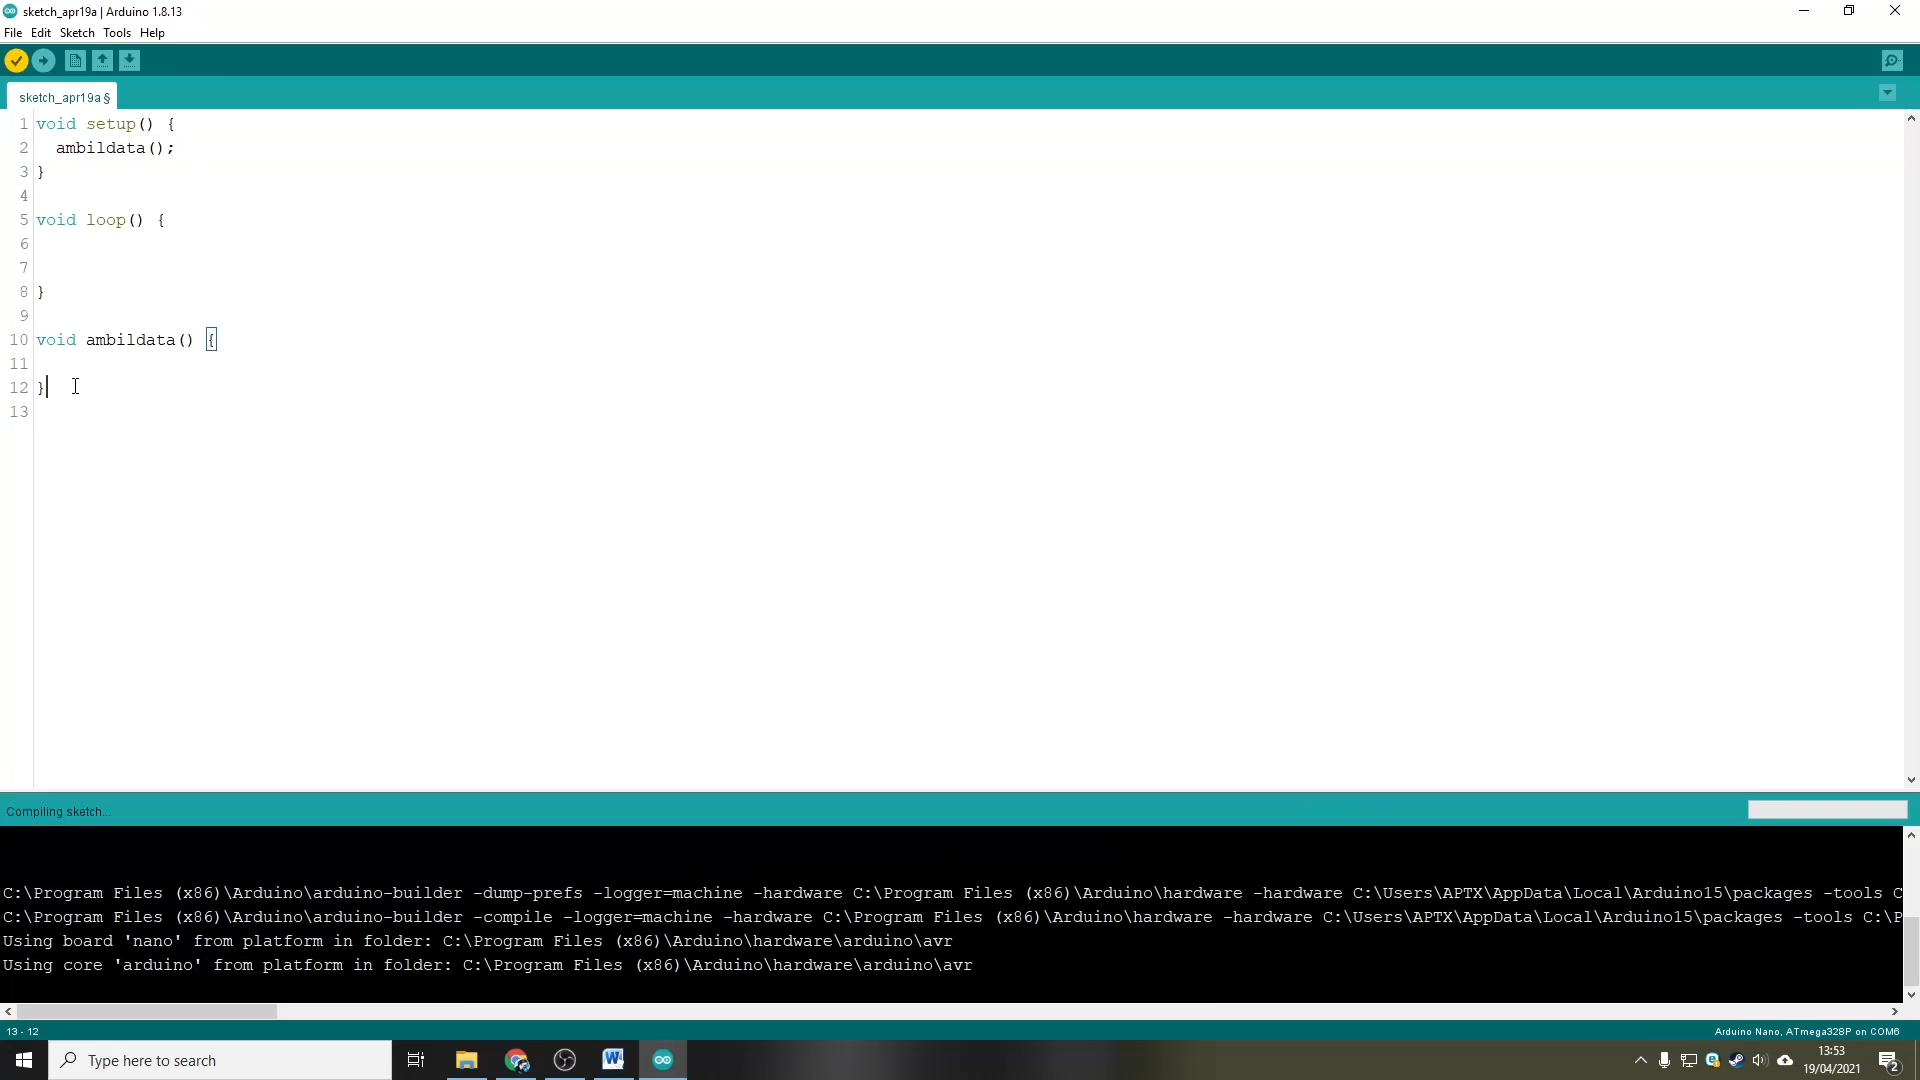 sketch_apr19a | Arduino 1.8.13
File Edit Sketch Tools Help
sketch_apr19a §
1 void setup() {
2 ambildata();
3 }
4
5 void loop() {
6
7
8 }
9
10 void ambildata() {
11
12 }
13
Compiling sketch...
C:\Program Files (x86)\Arduino\arduino-builder -dump-prefs -logger=machine -hardware C:\Program Files (x86)\Arduino\hardware -hardware C:\Users\APTX\AppData\Local\Arduino15\packages -tools C
C:\Program Files (x86)\Arduino\arduino-builder -compile -logger=machine -hardware C:\Program Files (x86)\Arduino\hardware -hardware C:\Users\APTX\AppData\Local\Arduino15\packages -tools C:\P
Using board 'nano' from platform in folder: C:\Program Files (x86)\Arduino\hardware\arduino\avr
Using core 'arduino' from platform in folder: C:\Program Files (x86)\Arduino\hardware\arduino\avr
13 - 12
Arduino Nano, ATmega328P on COM6
Type here to search
13:53
19/04/2021
2